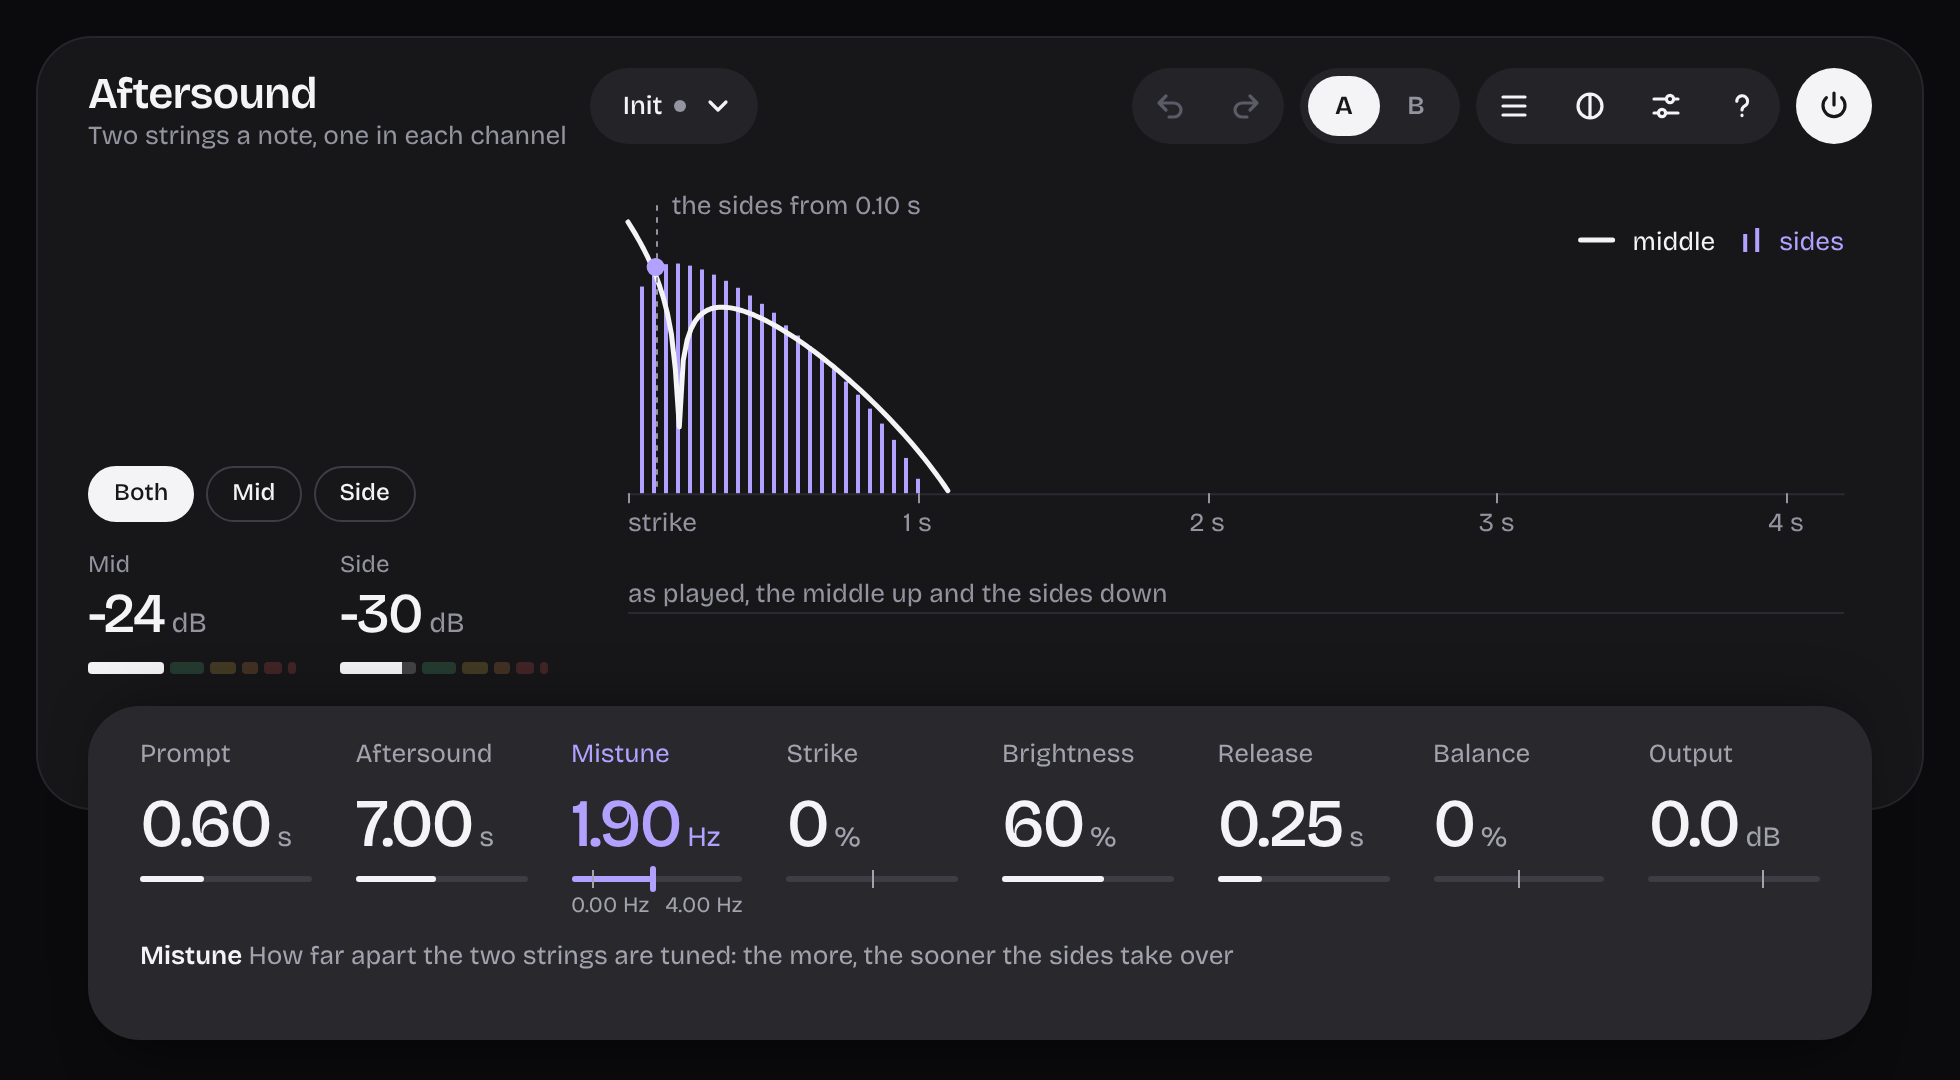 Aftersound
Two strings a note, one in each channel
Init
A B
?
the sides from 0.10 s
middle sides
strike 1 s 2 s 3 s 4 s
as played, the middle up and the sides down
Both Mid Side
Mid Side
-24 dB -30 dB
Prompt Aftersound Mistune Strike Brightness Release Balance Output
0.60 s 7.00 s 1.90 Hz 0 % 60 % 0.25 s 0 % 0.0 dB
0.00 Hz 4.00 Hz
Mistune How far apart the two strings are tuned: the more, the sooner the sides take over